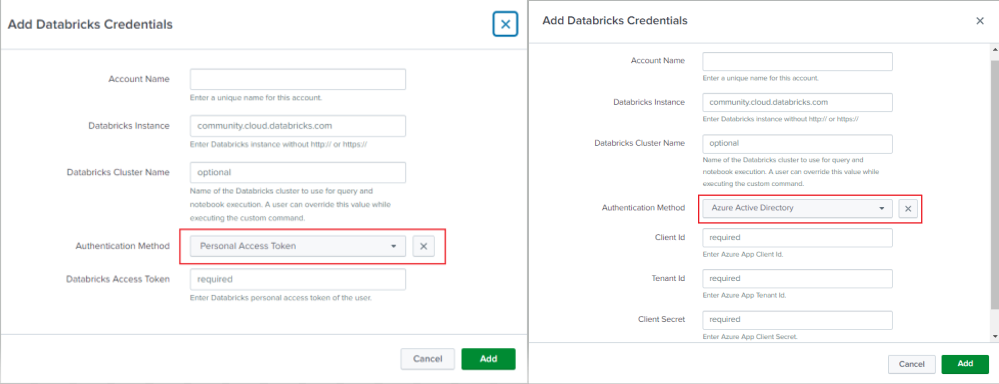 Add Databricks Credentials
Account Name
Enter a unique name for this account.
Databricks Instance
community.cloud.databricks.com
Enter Databricks instance without http:// or https://
Databricks Cluster Name
optional
Name of the Databricks cluster to use for query and
notebook execution. A user can override this value while
executing the custom command.
Authentication Method
Personal Access Token
Databricks Access Token
required
Enter Databricks personal access token of the user.
Cancel
Add
Add Databricks Credentials
Account Name
Enter a unique name for this account.
Databricks Instance
community.cloud.databricks.com
Enter Databricks instance without http:// or https://
Databricks Cluster Name
optional
Name of the Databricks cluster to use for query and
notebook execution. A user can override this value while
executing the custom command.
Authentication Method
Azure Active Directory
Client Id
required
Enter Azure App Client Id.
Tenant Id
required
Enter Azure App Tenant Id.
Client Secret
required
Enter Azure App Client Secret.
Cancel
Add